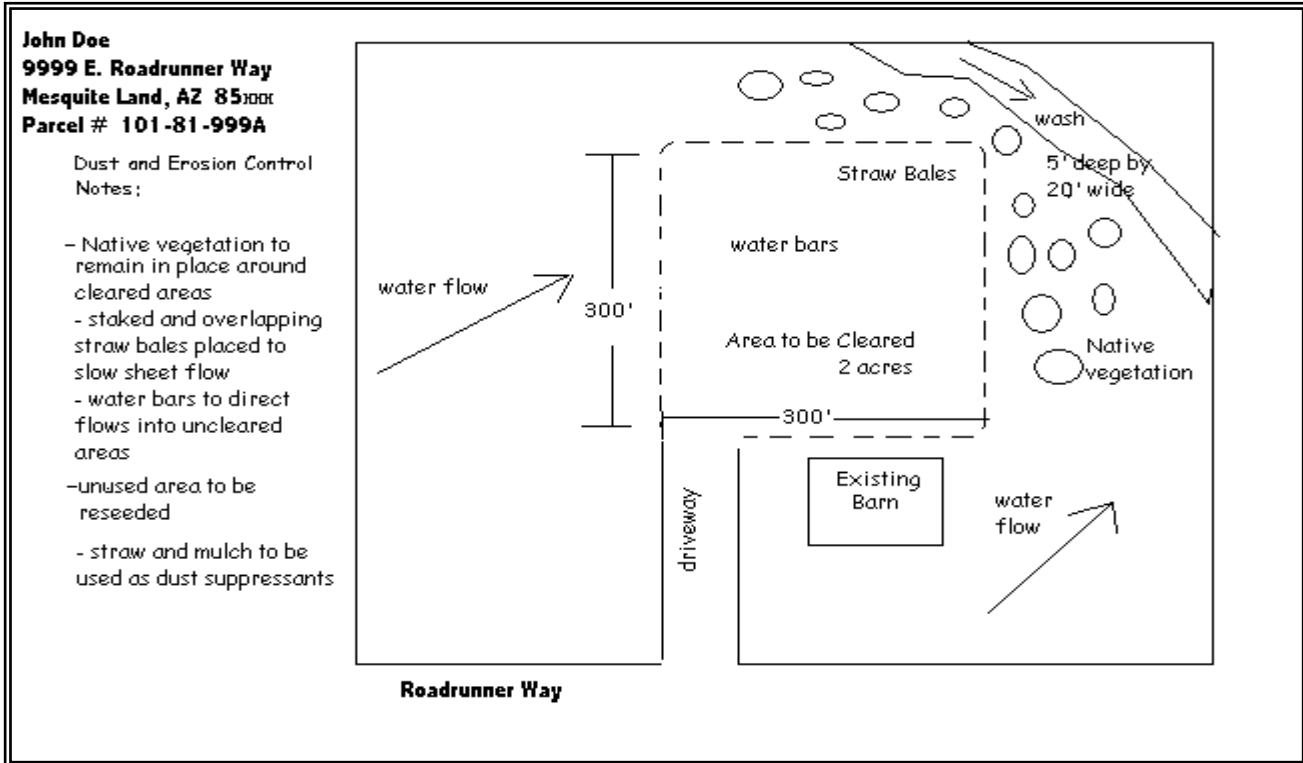 John Doe
9999 E. Roadrunner Way
Mesquite Land, AZ 85xxx
Parcel # 101-81-999A
Dust and Erosion Control
Notes:
- Native vegetation to
remain in place around
cleared areas
- staked and overlapping
straw bales placed to
slow sheet flow
- water bars to direct
flows into uncleared
areas
-unused area to be
reseeded
- straw and mulch to be
used as dust suppressants
wash
5' deep by
20' wide
Straw Bales
water bars
water flow
300'
Area to be Cleared
2 acres
Native
vegetation
300'
Existing
Barn
driveway
water
flow
Roadrunner Way